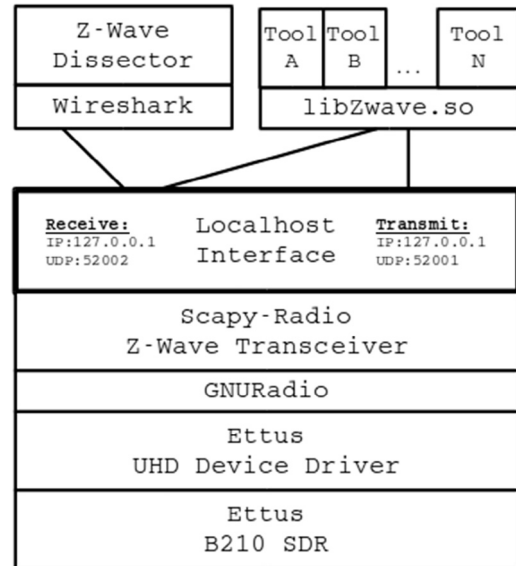 Z-Wave
Dissector
Wireshark
Tool
A
Tool
B
...
Tool
N
libZwave.so
Receive:
IP:127.0.0.1
UDP:52002
Localhost
Interface
Transmit:
IP:127.0.0.1
UDP:52001
Scapy-Radio
Z-Wave Transceiver
GNURadio
Ettus
UHD Device Driver
Ettus
B210 SDR